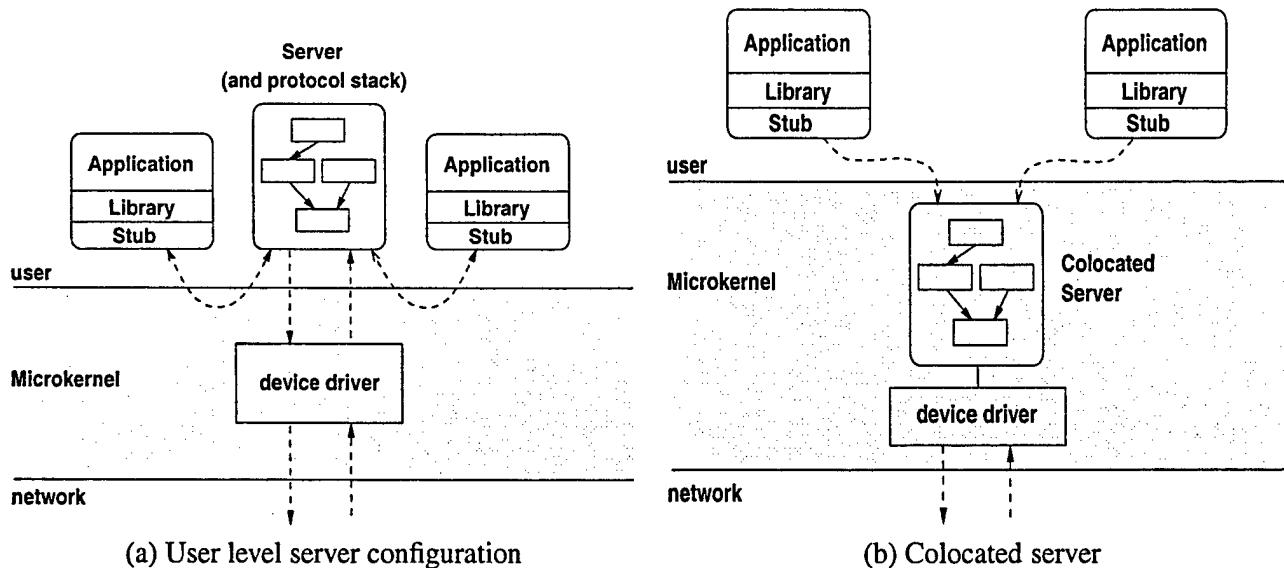 Server
(and protocol stack)
Application
Library
Stub
Application
Library
Stub
user
Microkernel
device driver
network
(a) User level server configuration
Application
Library
Stub
Application
Library
Stub
user
Microkernel
Colocated
Server
device driver
network
(b) Colocated server